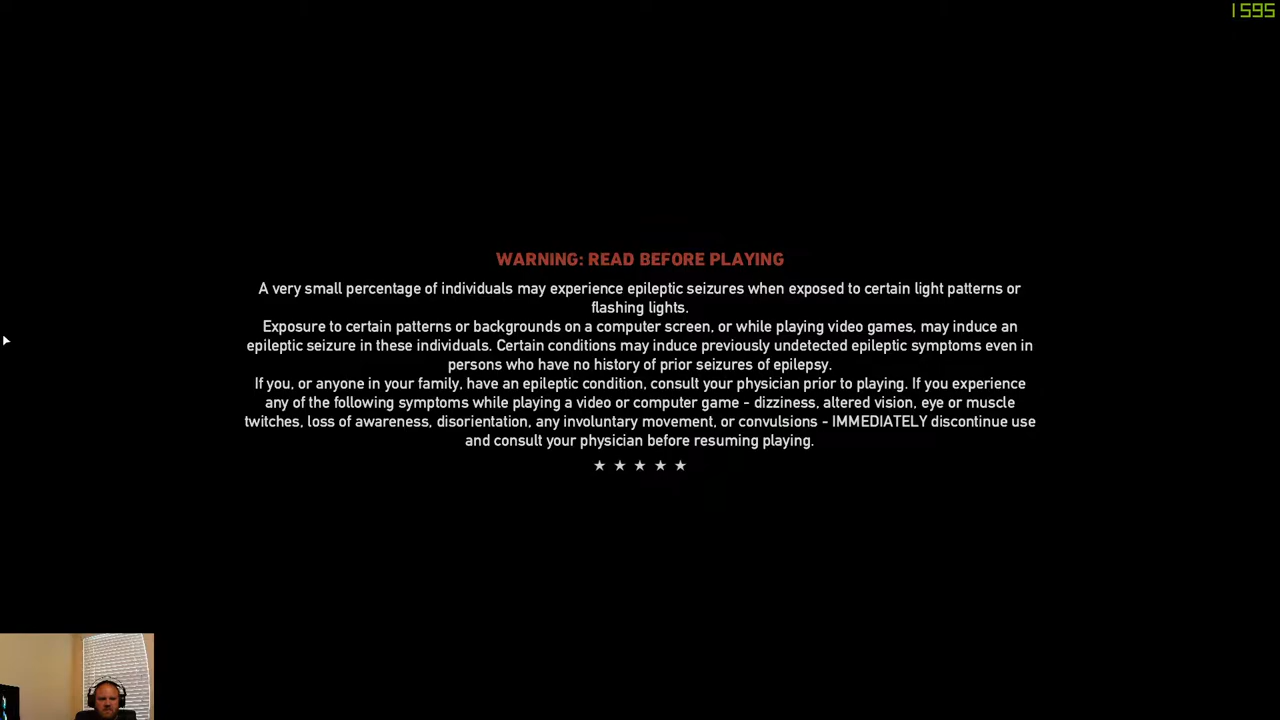 1595
WARNING: READ BEFORE PLAYING
A very small percentage of individuals may experience epileptic seizures when exposed to certain light patterns or
flashing lights.
Exposure to certain patterns or backgrounds on a computer screen, or while playing video games, may induce an
epileptic seizure in these individuals. Certain conditions may induce previously undetected epileptic symptoms even in
persons who have no history of prior seizures of epilepsy.
If you, or anyone in your family, have an epileptic condition, consult your physician prior to playing. If you experience
any of the following symptoms while playing a video or computer game - dizziness, altered vision, eye or muscle
twitches, loss of awareness, disorientation, any involuntary movement, or convulsions - IMMEDIATELY discontinue use
and consult your physician before resuming playing.
★ ★ ★ ★ ★